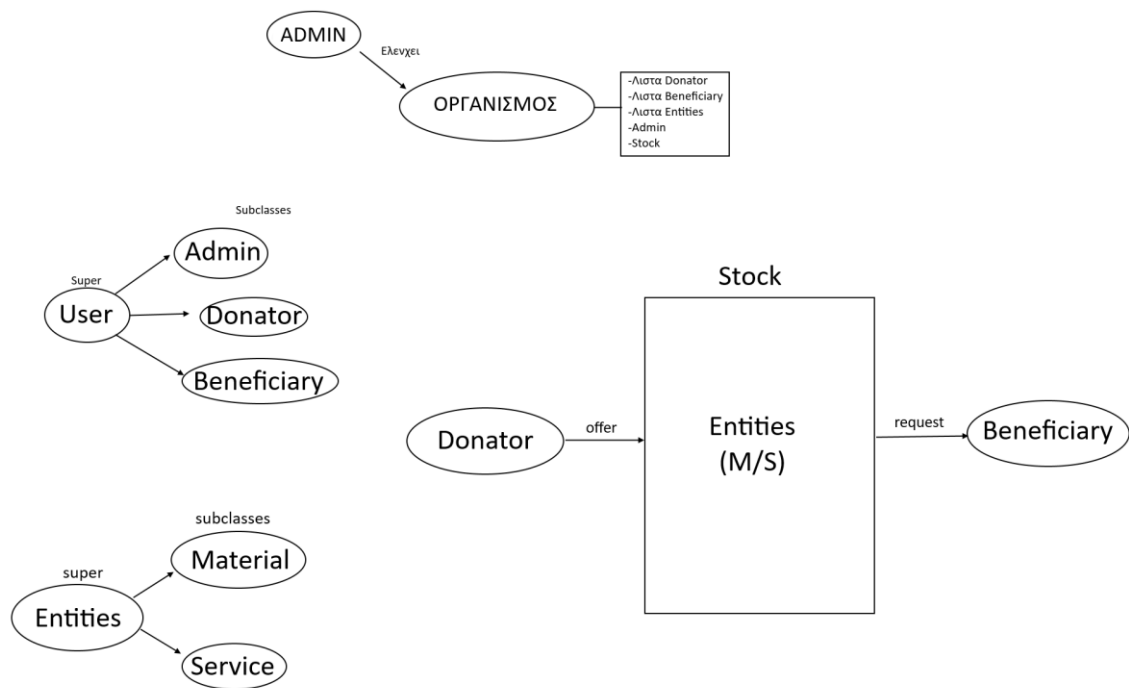 ADMIN
Ελενχει
ΟΡΓΑΝΙΣΜΟΣ
-Λιστα Donator
-Λιστα Beneficiary
-Λιστα Entities
-Admin
-Stock
Subclasses
Admin
Super
User
Donator
Beneficiary
Stock
Donator
offer
Entities
(M/S)
request
Beneficiary
subclasses
Material
super
Entities
Service